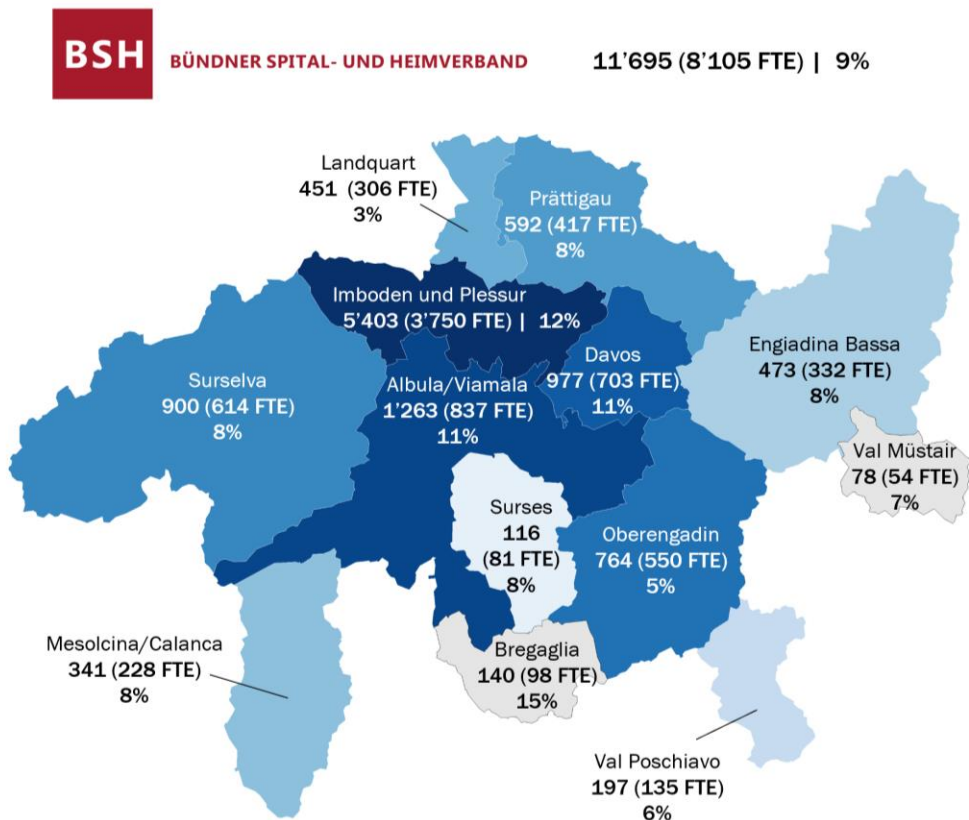 BSH BÜNDNER SPITAL- UND HEIMVERBAND 11’695 (8’105 FTE) | 9%
Landquart
451 (306 FTE)
3%
Prättigau
592 (417 FTE)
8%
Imboden und Plessur
5’403 (3’750 FTE) | 12%
Davos
977 (703 FTE)
11%
Engiadina Bassa
473 (332 FTE)
8%
Surselva
900 (614 FTE)
8%
Albula/Viamala
1’263 (837 FTE)
11%
Val Müstair
78 (54 FTE)
7%
Surses
116
(81 FTE)
8%
Oberengadin
764 (550 FTE)
5%
Mesolcina/Calanca
341 (228 FTE)
8%
Bregaglia
140 (98 FTE)
15%
Val Poschiavo
197 (135 FTE)
6%